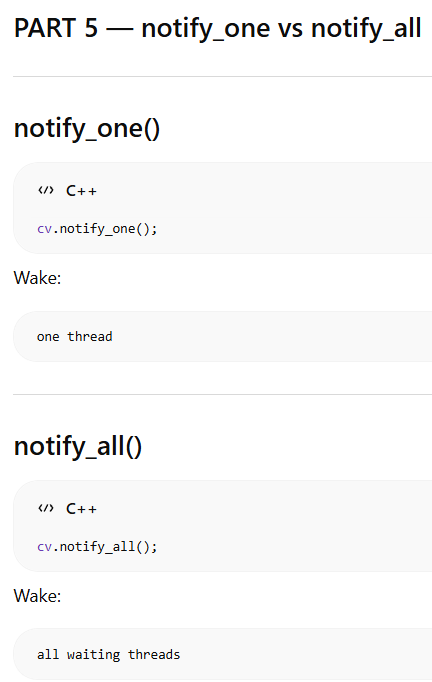 PART 5 — notify_one vs notify_all
notify_one()
</> C++
cv.notify_one();
Wake:
one thread
notify_all()
</> C++
cv.notify_all();
Wake:
all waiting threads